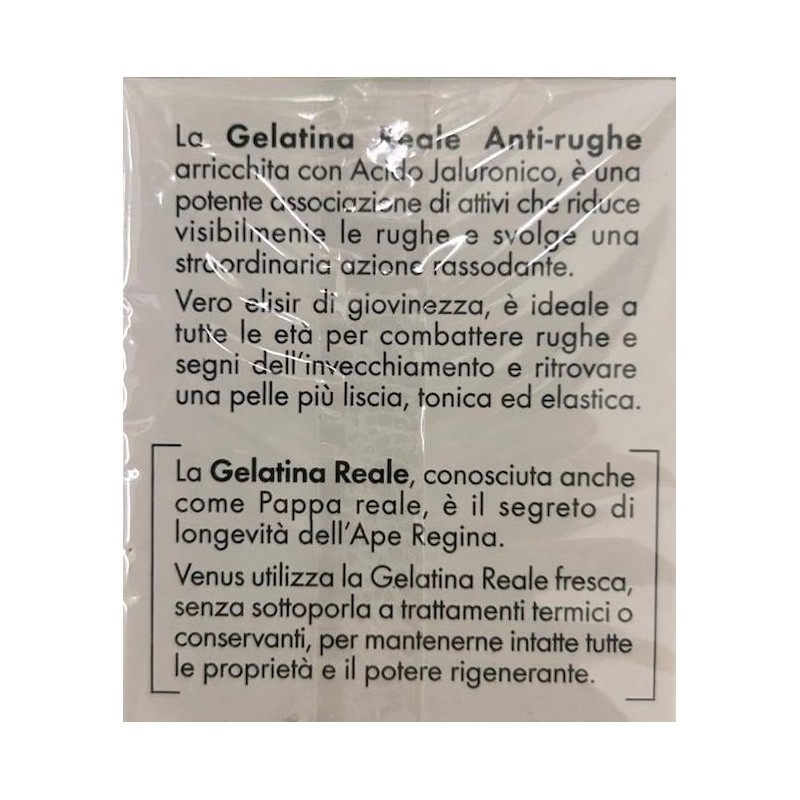 La Gelatina Reale Anti-rughe
arricchita con Acido Jaluronico, è una
potente associazione di attivi che riduce
visibilmente le rughe e svolge una
straordinaria azione rassodante.
Vero elisir di giovinezza, è ideale a
tutte le età per combattere rughe e
segni dell'invecchiamento e ritrovare
una pelle più liscia, tonica ed elastica.
La Gelatina Reale, conosciuta anche
come Pappa reale, è il segreto di
longevità dell'Ape Regina.
Venus utilizza la Gelatina Reale fresca,
senza sottoporla a trattamenti termici o
conservanti, per mantenerne intatte tutte
le proprietà e il potere rigenerante.